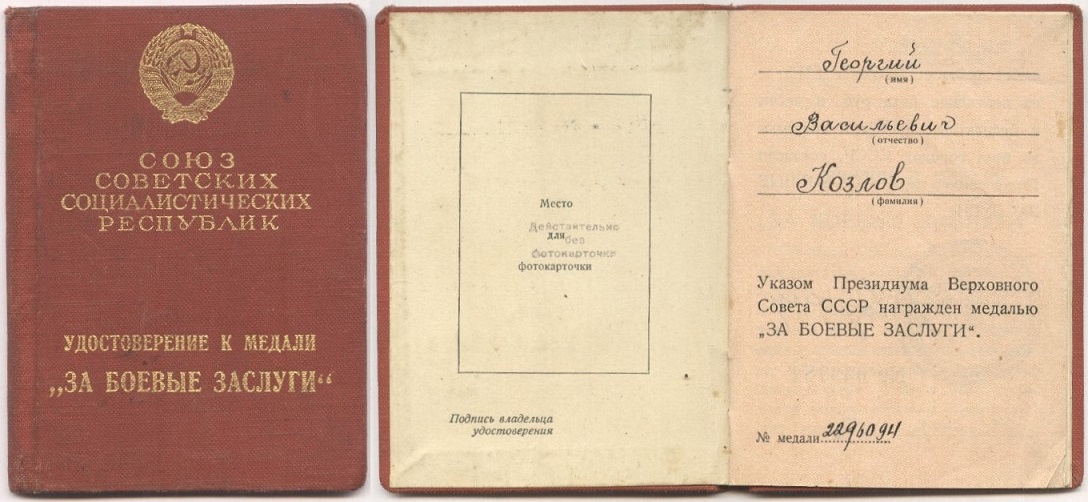 СОЮЗ
СОВЕТСКИХ
СОЦИАЛИСТИЧЕСКИХ
РЕСПУБЛИК
УДОСТОВЕРЕНИЕ К МЕДАЛИ
„ЗА БОЕВЫЕ ЗАСЛУГИ“
Место
Действительно
для
без
фотокарточки
фотокарточки
Подпись владельца
удостоверения
Георгий
(имя)
Васильевич
(отчество)
Козлов
(фамилия)
Указом Президиума Верховного
Совета СССР награжден медалью
„ЗА БОЕВЫЕ ЗАСЛУГИ“.
№ медали 2296094